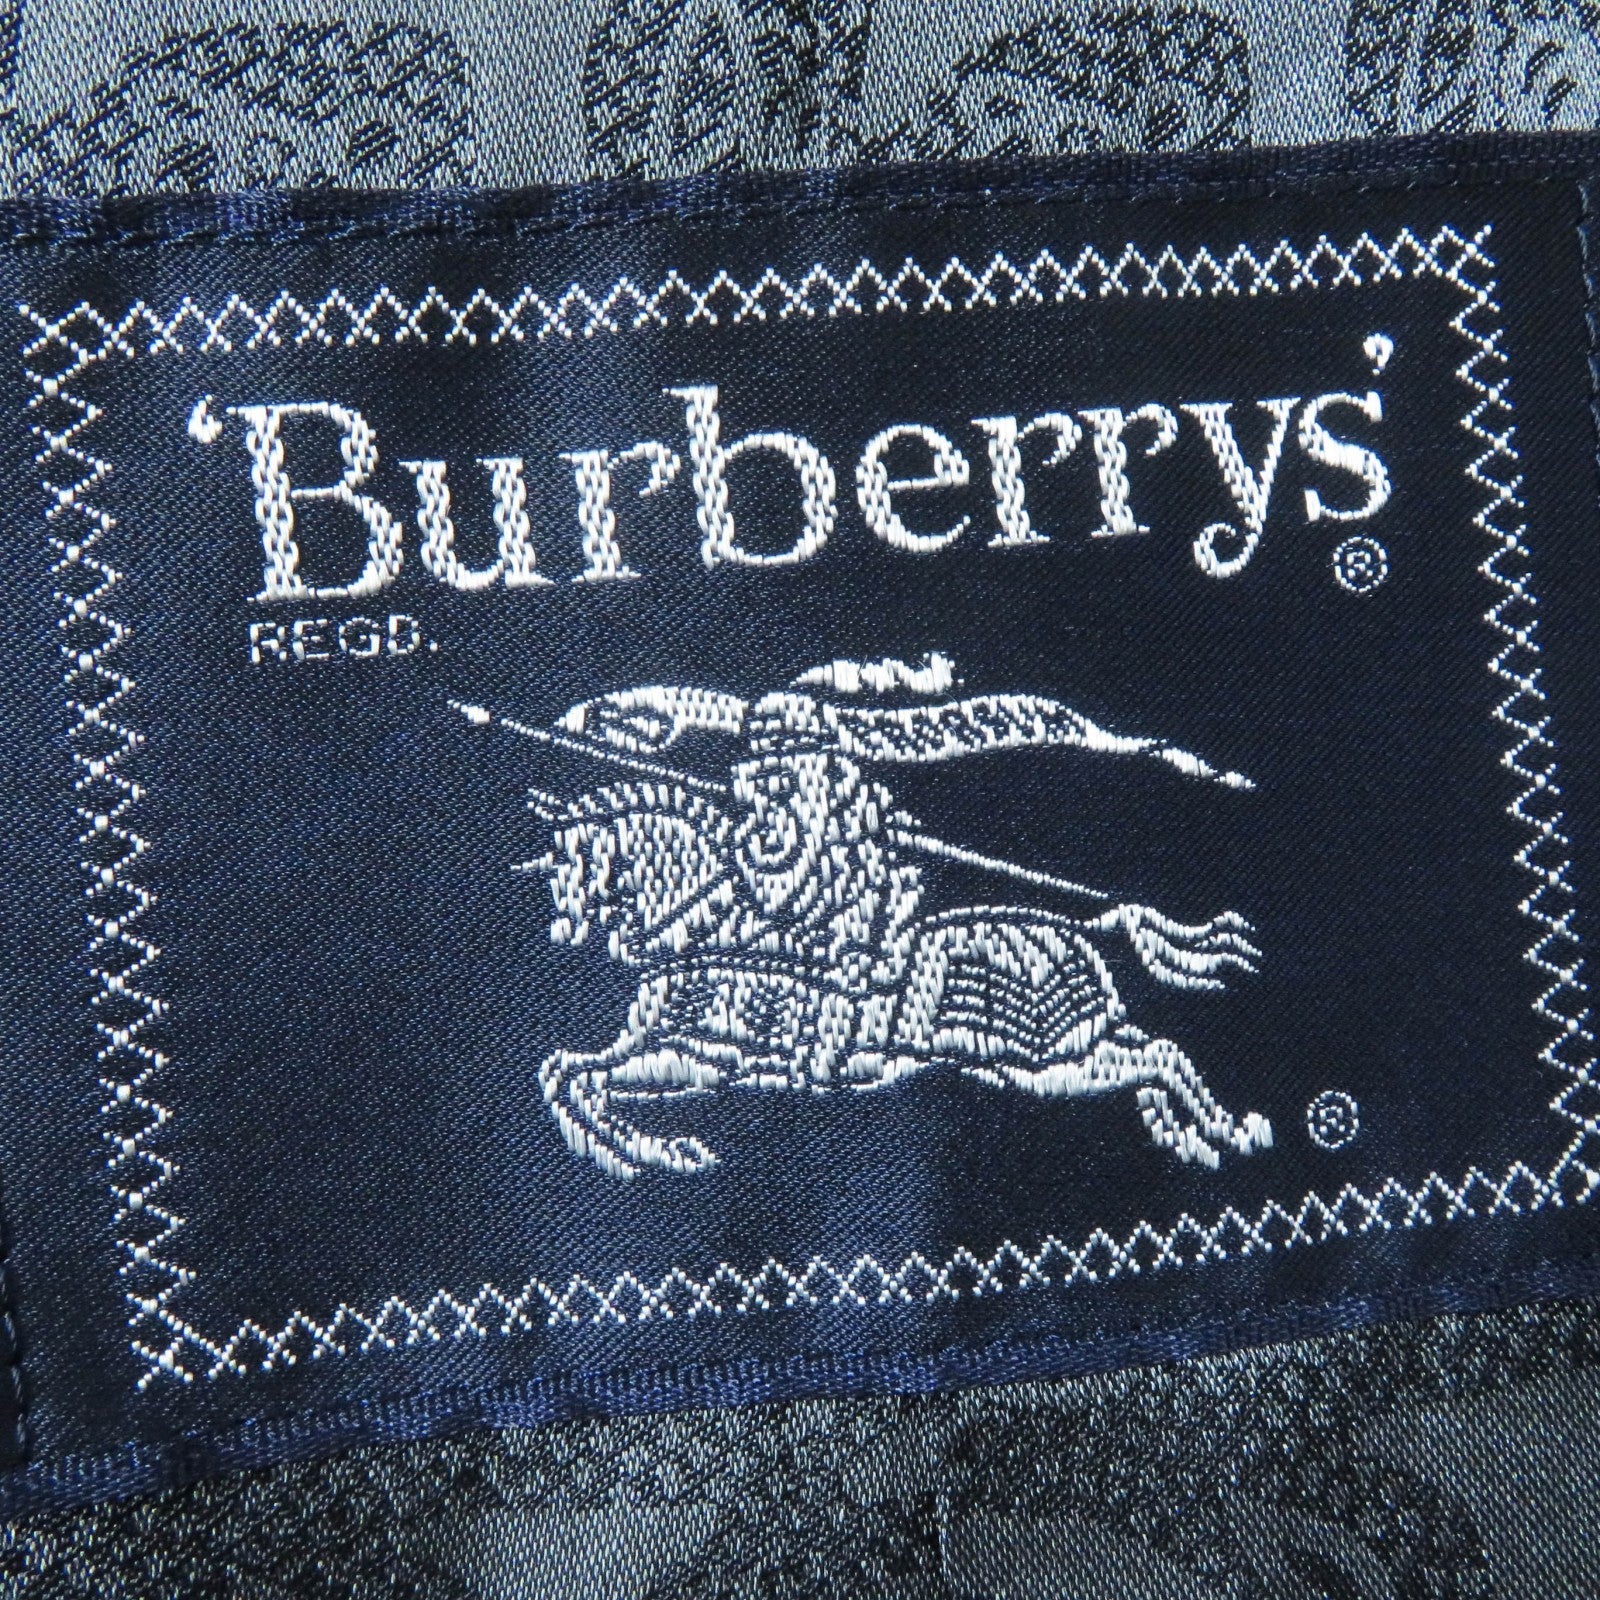 ‘Burberrys’
®
REGD.
®